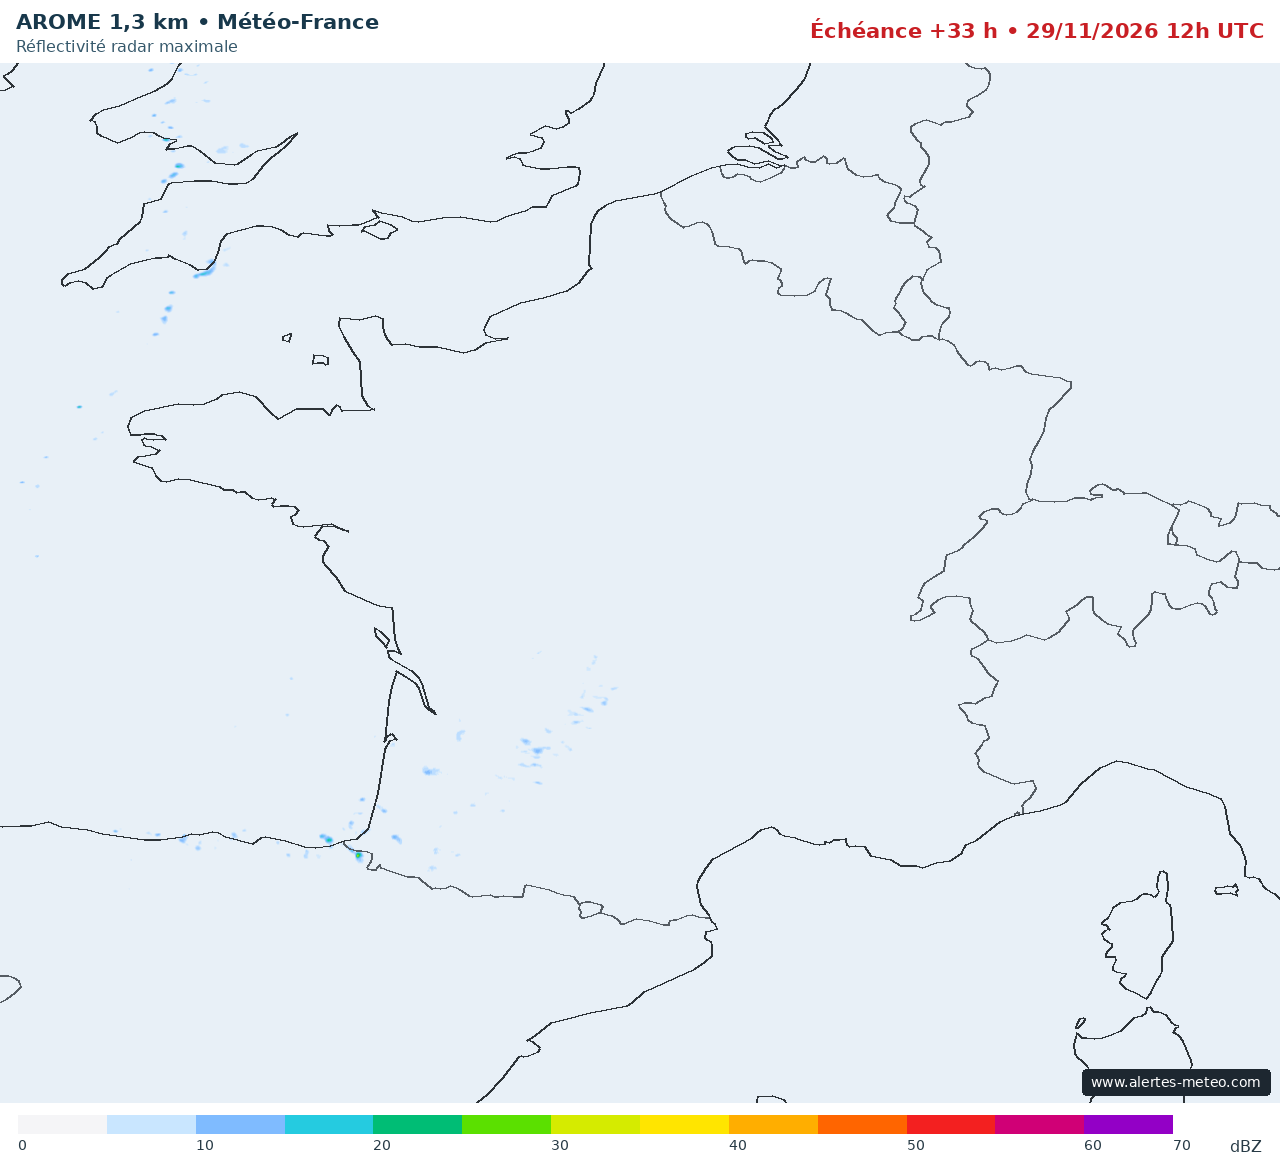 AROME 1,3 km • Météo-France
Réflectivité radar maximale
Échéance +33 h • 29/11/2026 12h UTC
www.alertes-meteo.com
0 10 20 30 40 50 60 70 dBZ